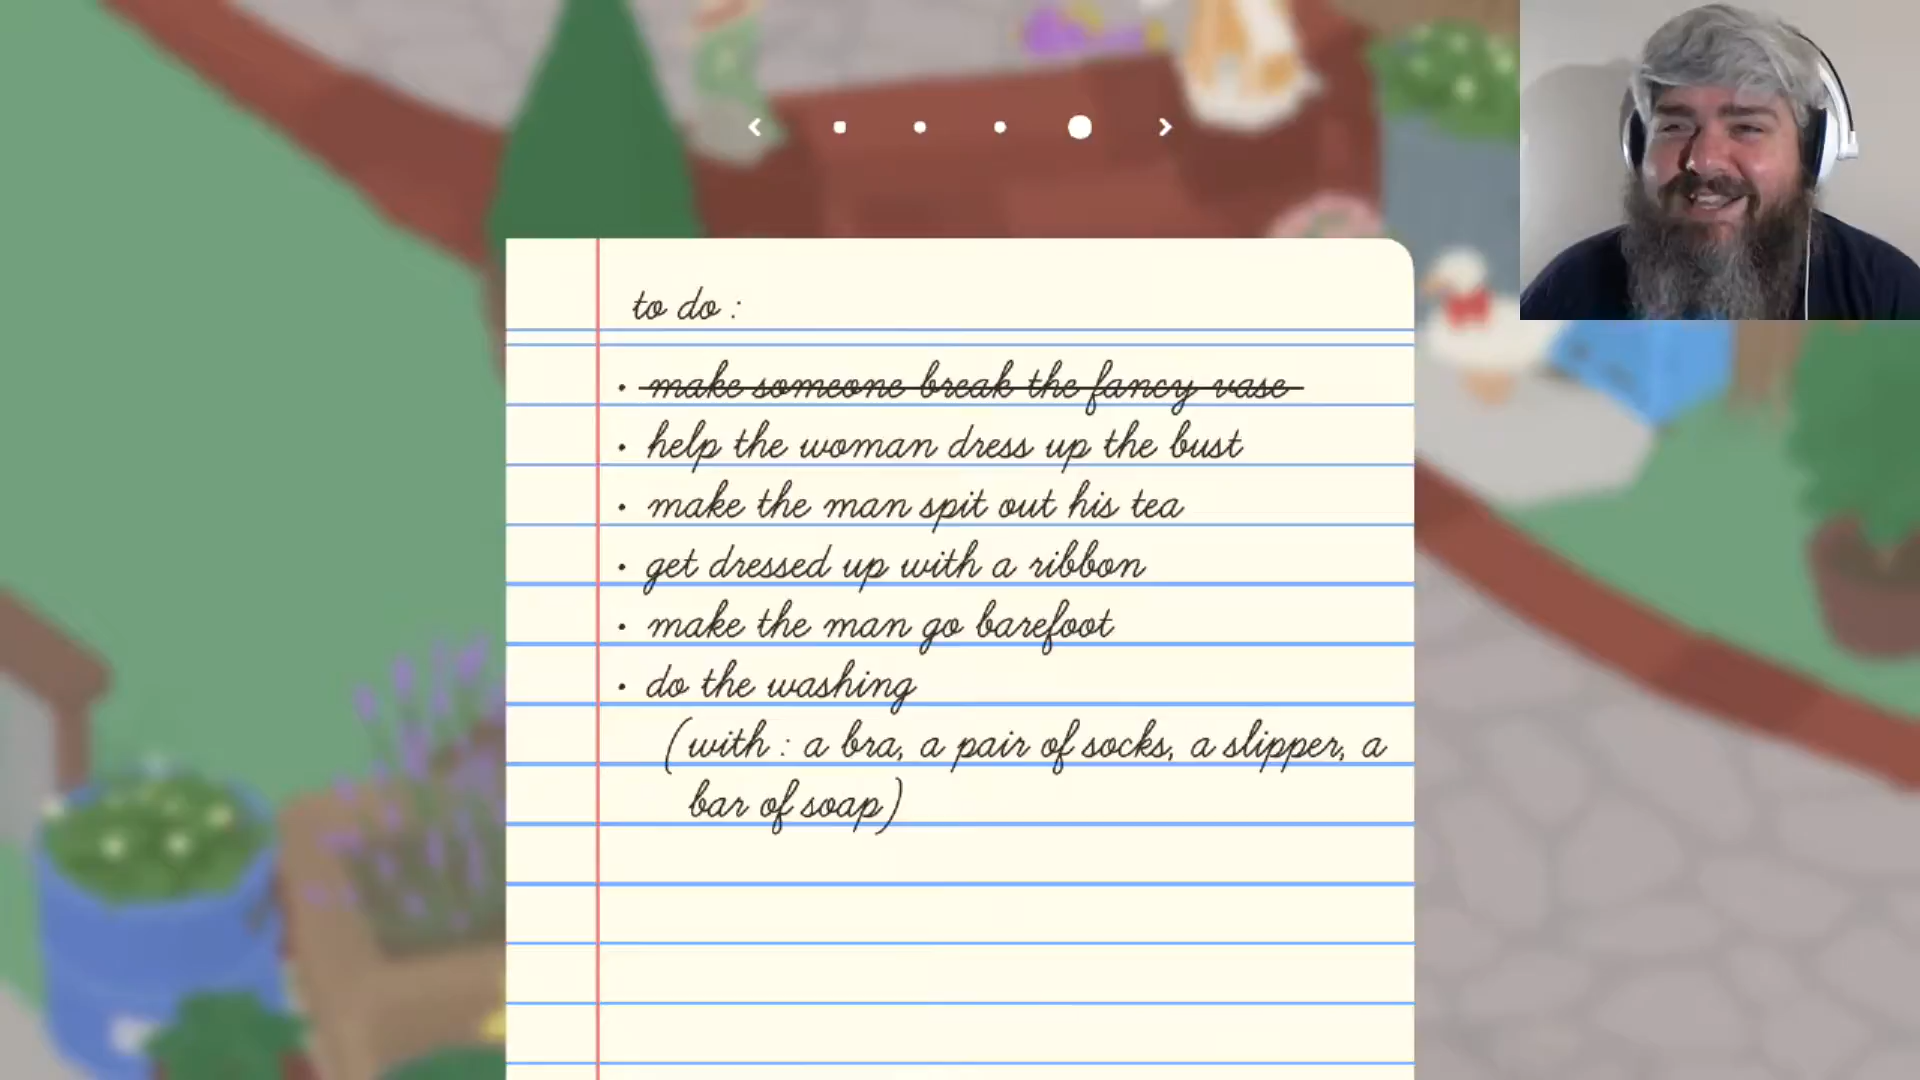 to do :
• make someone break the fancy vase
• help the woman dress up the bust
• make the man spit out his tea
• get dressed up with a ribbon
• make the man go barefoot
• do the washing
(with : a bra, a pair of socks, a slipper, a
bar of soap)